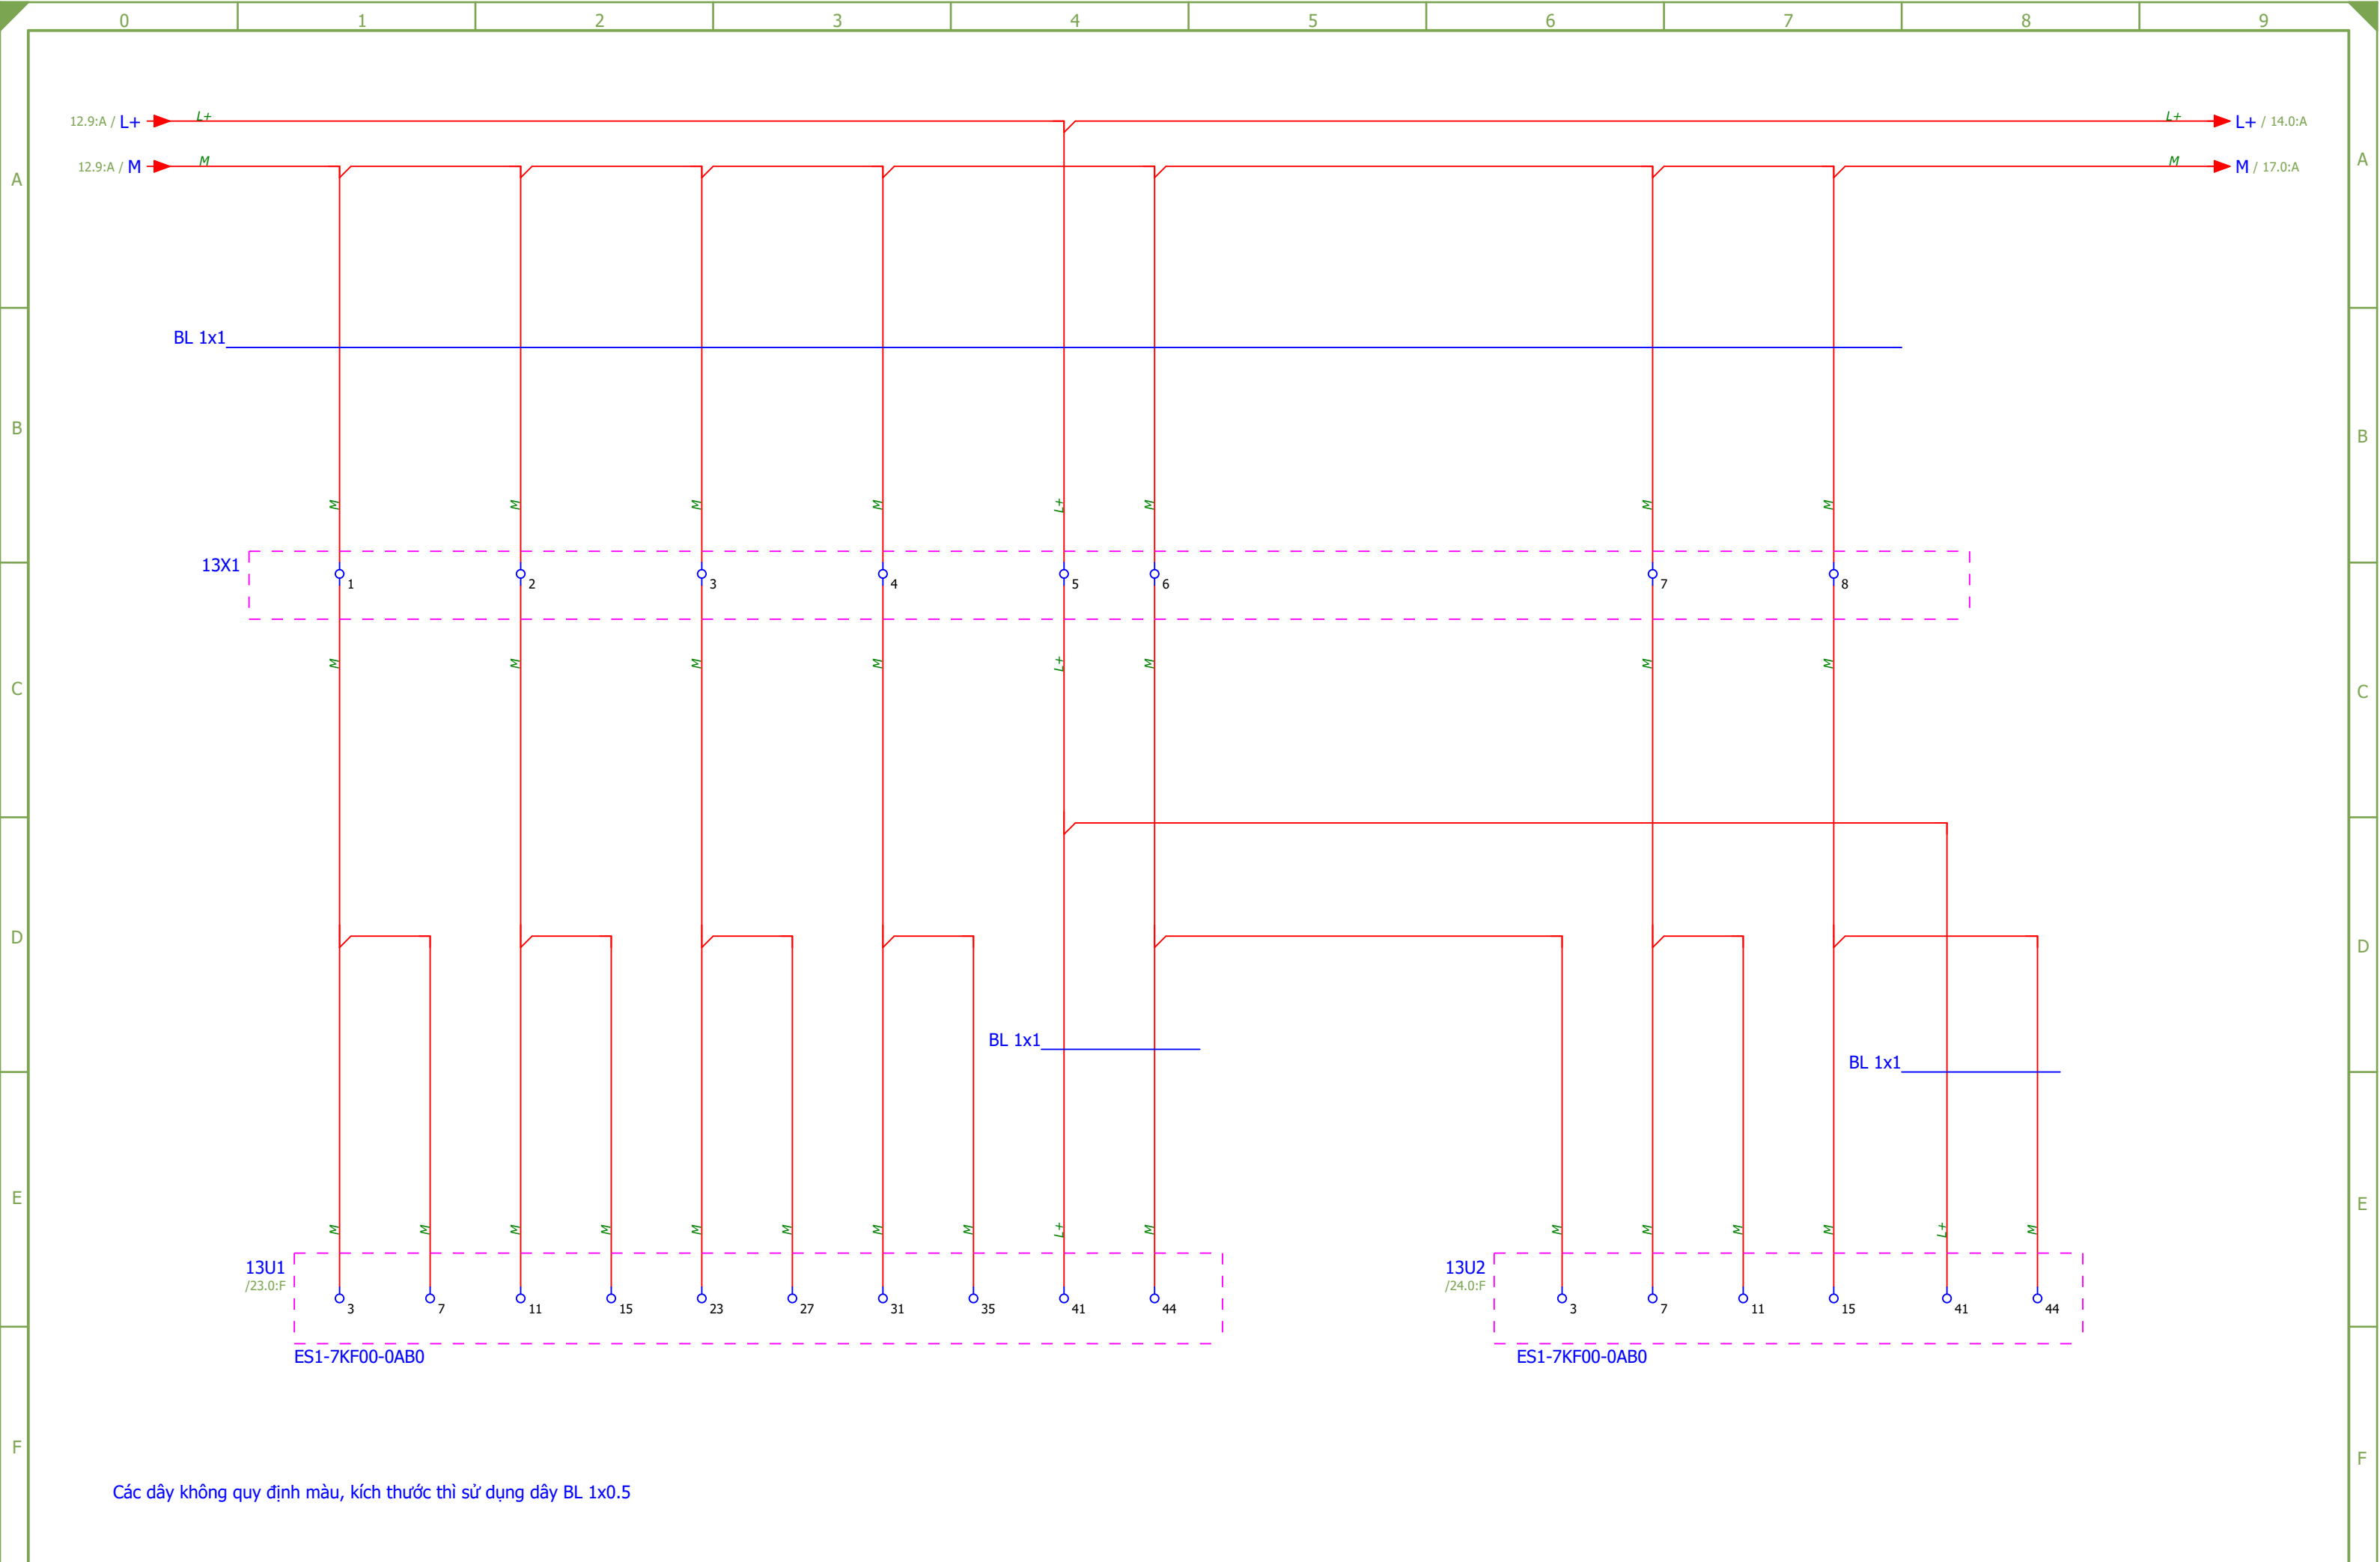 0 1 2 3 4 5 6 7 8 9
12.9:A / L+ L+ L+ L+ / 14.0:A
12.9:A / M M M M / 17.0:A
A A
BL 1x1
B B
M M M M L+ M M M
13X1
1 2 3 4 5 6 7 8
M M M M L+ M M M
C C
D D
BL 1x1
BL 1x1
E E
M M M M M M M M L+ M M M M M L+ M
13U1 13U2
/23.0:F /24.0:F
3 7 11 15 23 27 31 35 41 44 3 7 11 15 41 44
ES1-7KF00-0AB0 ES1-7KF00-0AB0
F F
Các dây không quy định màu, kích thước thì sử dụng dây BL 1x0.5